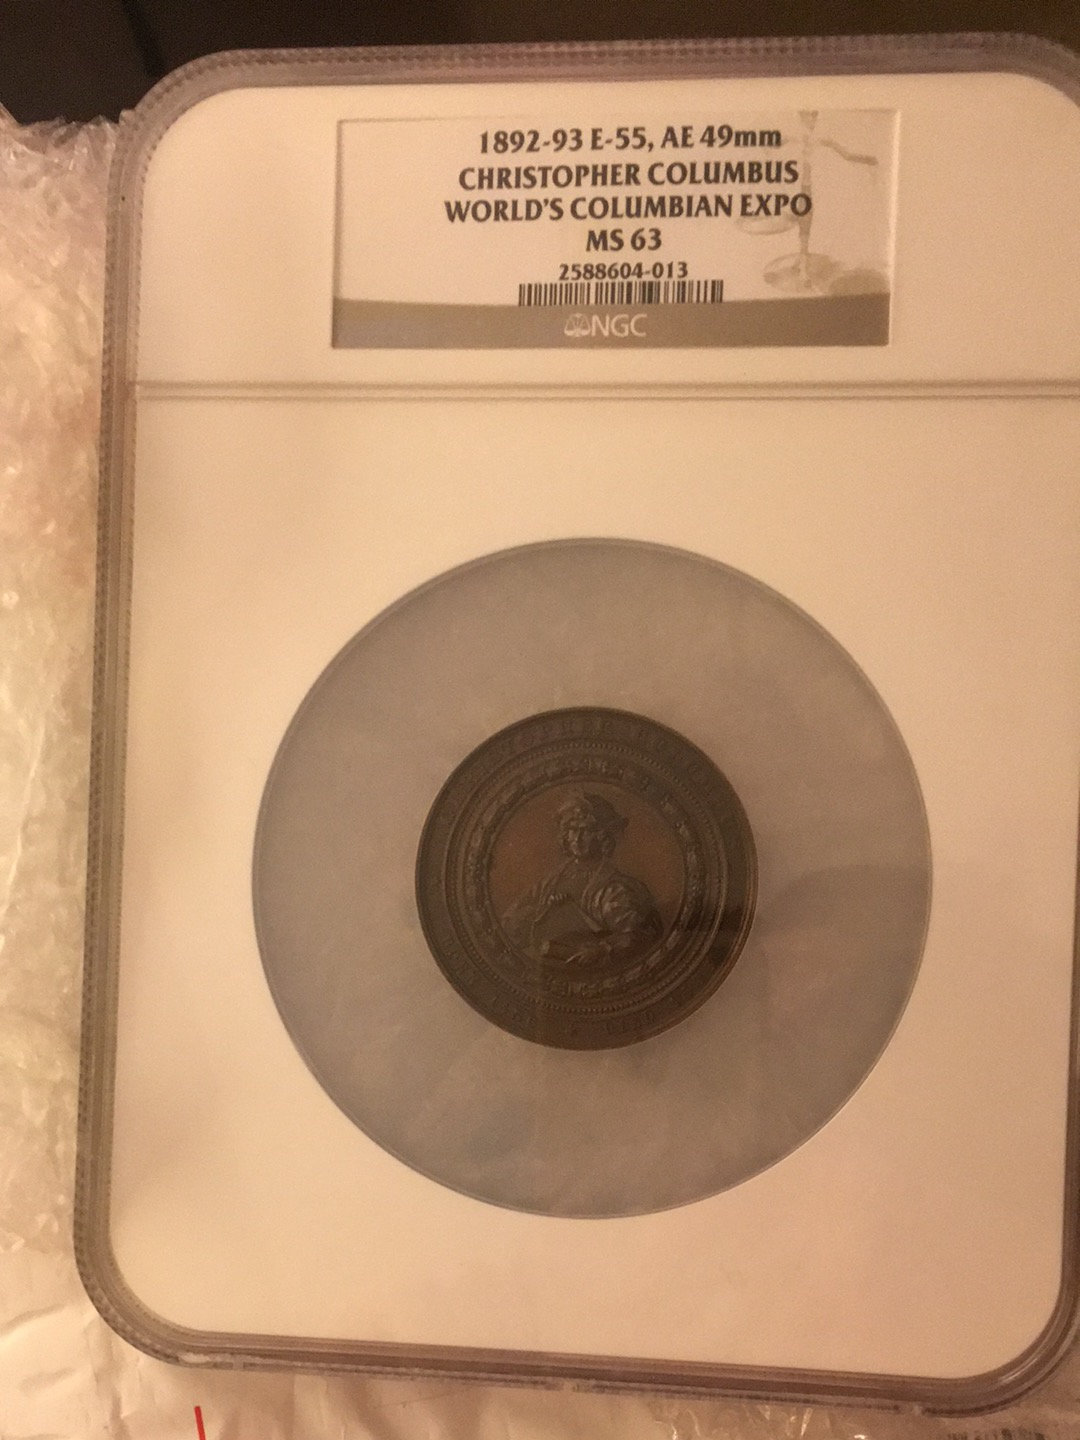 1892-93 E-55, AE 49mm
CHRISTOPHER COLUMBUS
WORLD'S COLUMBIAN EXPO
MS 63
2588604-013
NGC